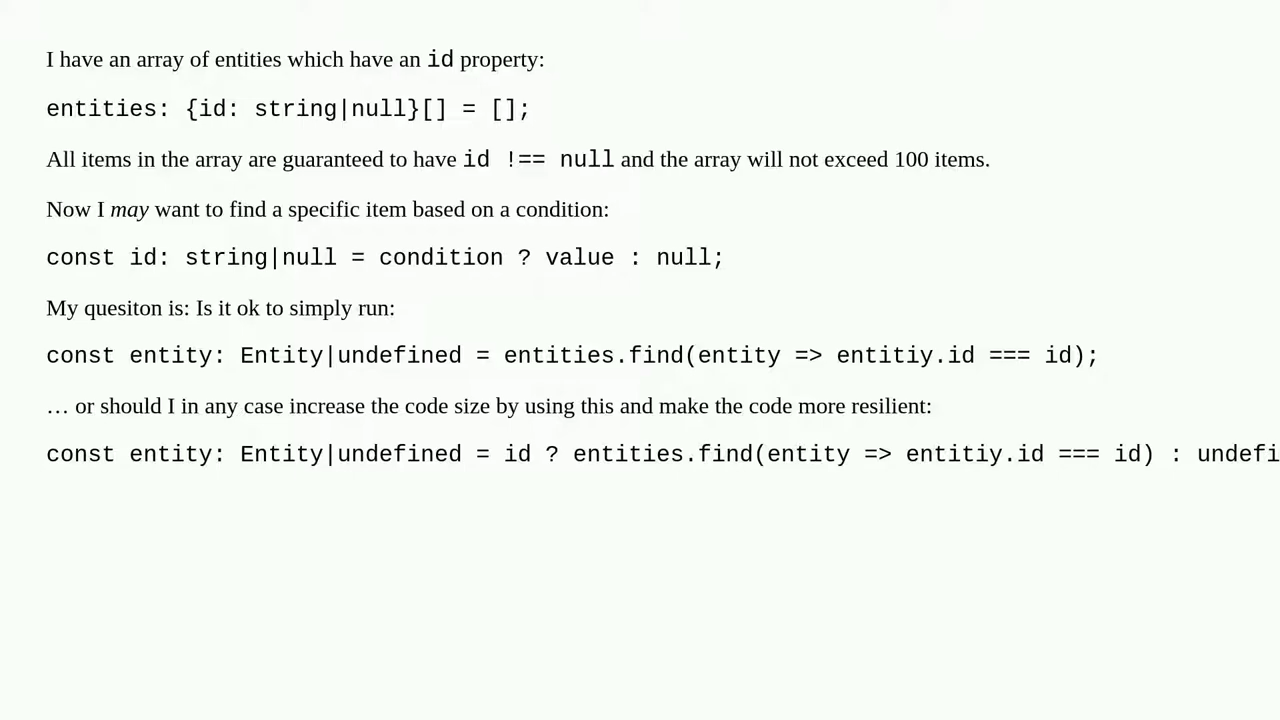 I have an array of entities which have an id property:
entities: {id: string|null}[] = [];
All items in the array are guaranteed to have id !== null and the array will not exceed 100 items.
Now I may want to find a specific item based on a condition:
const id: string|null = condition ? value : null;
My quesiton is: Is it ok to simply run:
const entity: Entity|undefined = entities.find(entity => entitiy.id === id);
… or should I in any case increase the code size by using this and make the code more resilient:
const entity: Entity|undefined = id ? entities.find(entity => entitiy.id === id) : undefi